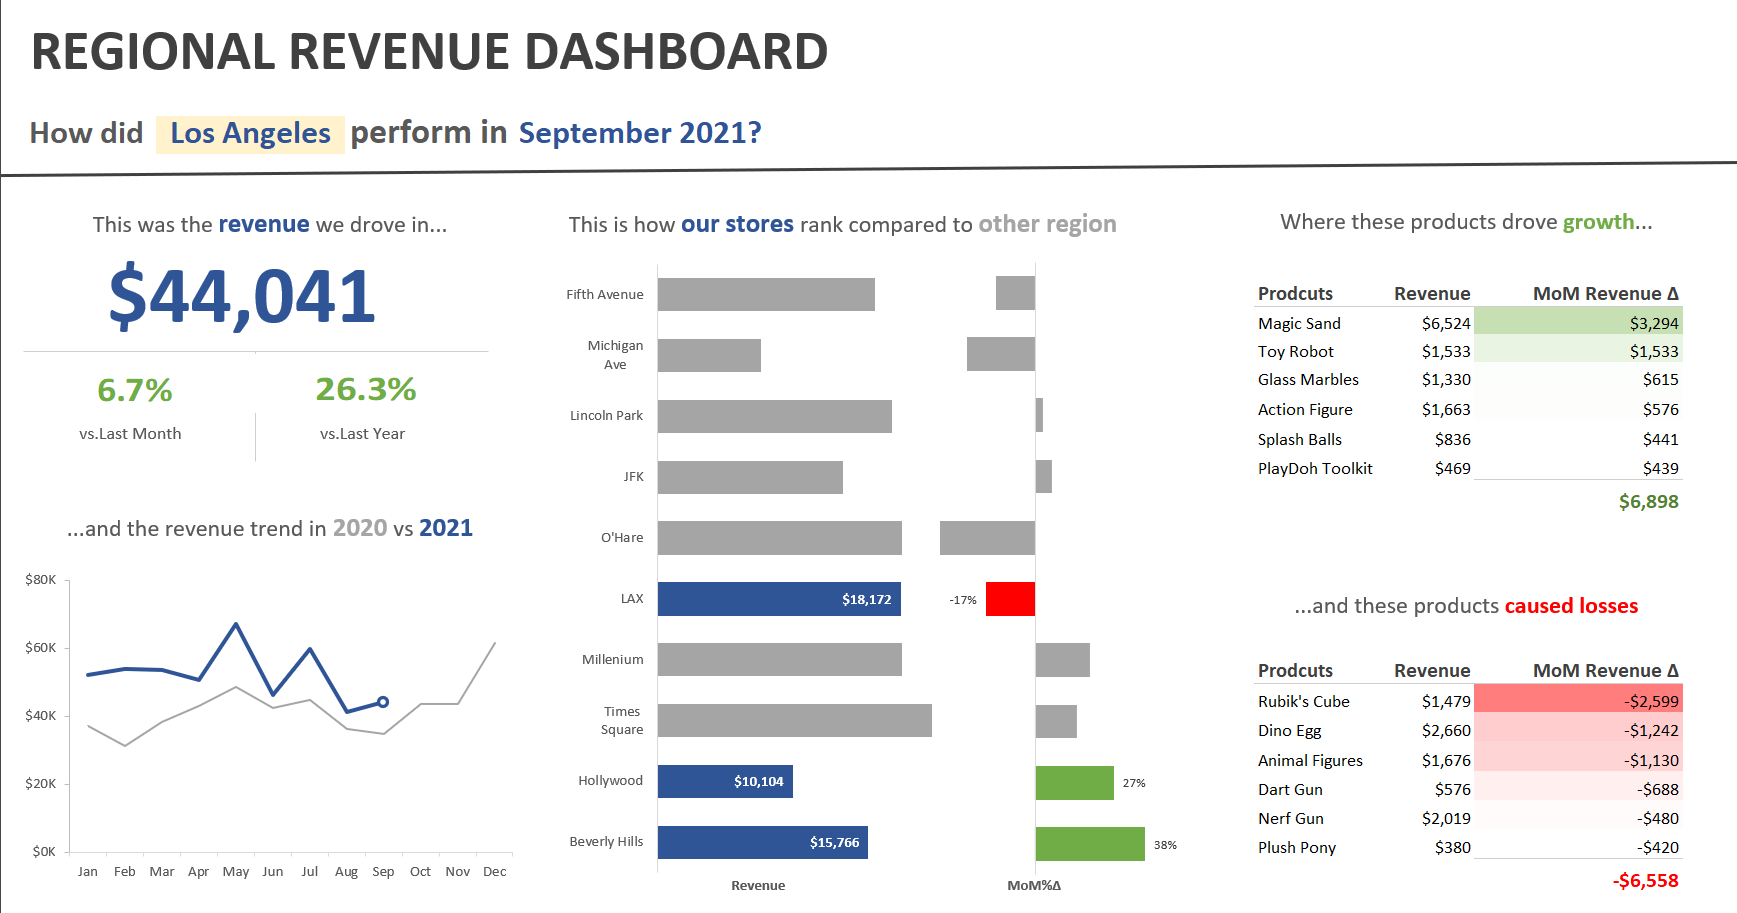 REGIONAL REVENUE DASHBOARD
How did Los Angeles perform in September 2021?
This was the revenue we drove in...
$44,041
6.7% 26.3%
vs.Last Month vs.Last Year
...and the revenue trend in 2020 vs 2021
$80K
$60K
$40K
$20K
$0K
Jan Feb Mar Apr May Jun Jul Aug Sep Oct Nov Dec
This is how our stores rank compared to other region
Fifth Avenue
Michigan
Ave
Lincoln Park
JFK
O'Hare
LAX $18,172 -17%
Millenium
Times
Square
Hollywood $10,104 27%
Beverly Hills $15,766 38%
Revenue MoM%Δ
Where these products drove growth...
Prodcuts Revenue MoM Revenue Δ
Magic Sand $6,524 $3,294
Toy Robot $1,533 $1,533
Glass Marbles $1,330 $615
Action Figure $1,663 $576
Splash Balls $836 $441
PlayDoh Toolkit $469 $439
$6,898
...and these products caused losses
Prodcuts Revenue MoM Revenue Δ
Rubik's Cube $1,479 -$2,599
Dino Egg $2,660 -$1,242
Animal Figures $1,676 -$1,130
Dart Gun $576 -$688
Nerf Gun $2,019 -$480
Plush Pony $380 -$420
-$6,558